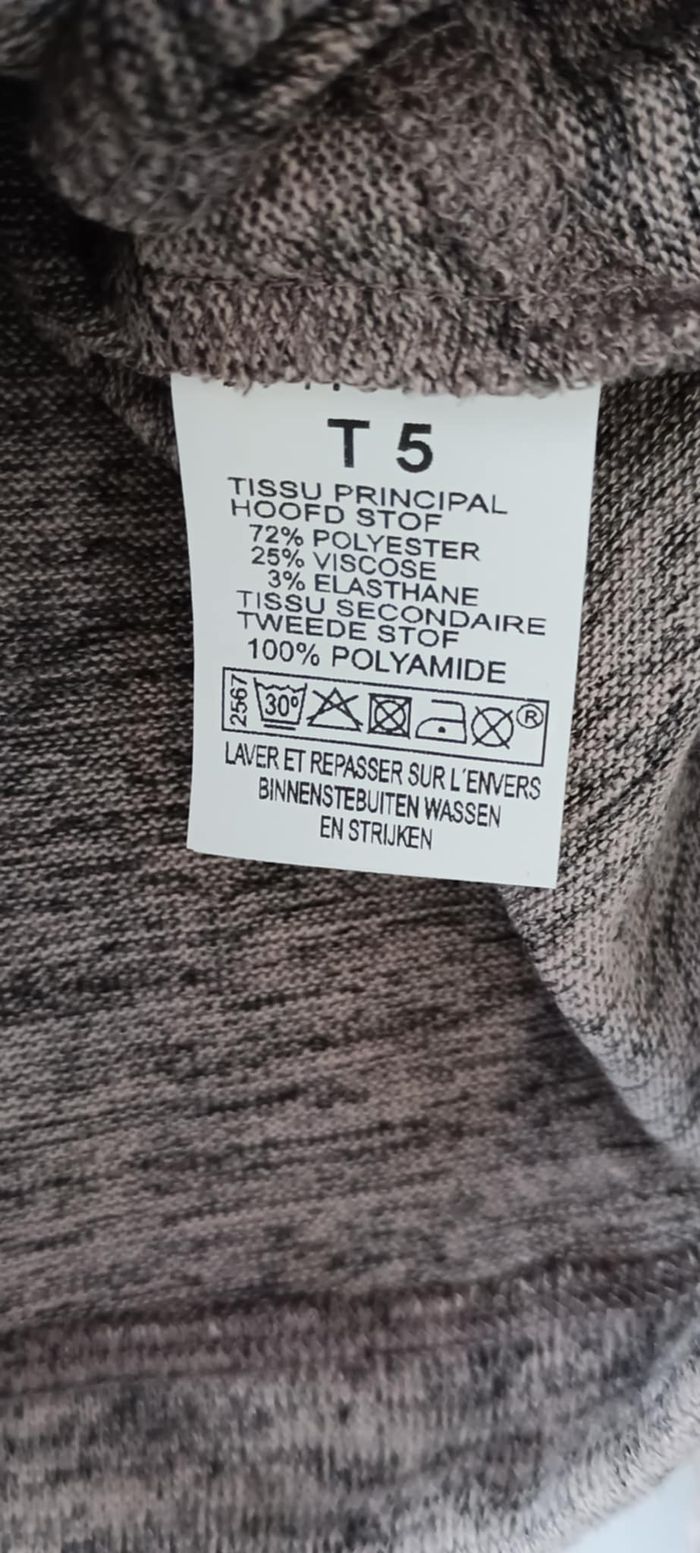 T 5
TISSU PRINCIPAL
HOOFD STOF
72% POLYESTER
25% VISCOSE
3% ELASTHANE
TISSU SECONDAIRE
TWEEDE STOF
100% POLYAMIDE
2567 30° ®
LAVER ET REPASSER SUR L'ENVERS
BINNENSTEBUITEN WASSEN
EN STRIJKEN